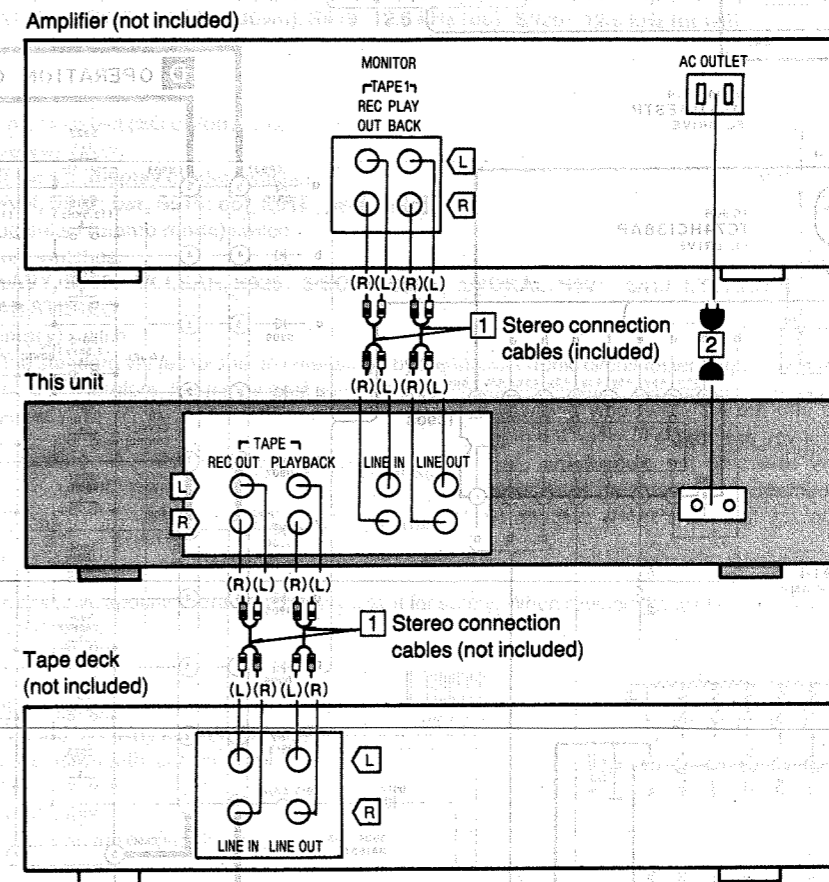 Amplifier (not included)
MONITOR
TAPE1
REC PLAY
OUT BACK
AC OUTLET
L
R
(R)(L)(R)(L)
1 Stereo connection
cables (included)
2
(R)(L)(R)(L)
This unit
TAPE
REC OUT PLAYBACK
LINE IN LINE OUT
L
R
(R)(L) (R)(L)
1 Stereo connection
cables (not included)
Tape deck
(not included)
(L)(R)(L)(R)
L
R
LINE IN LINE OUT